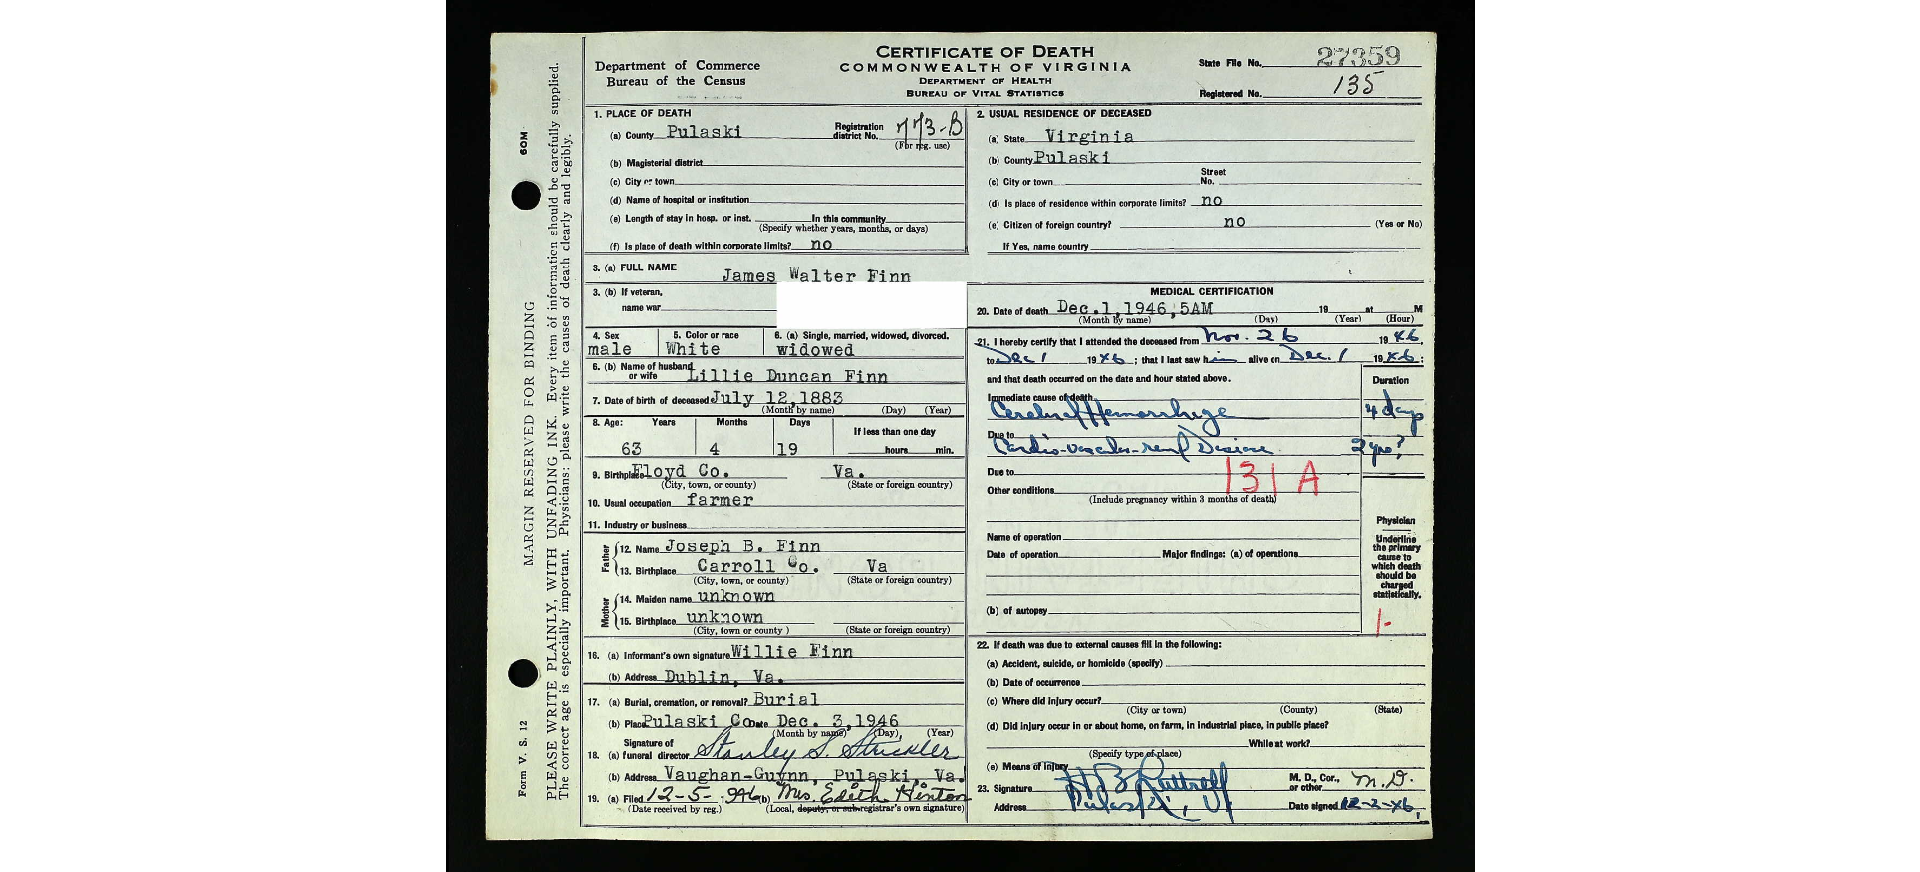 Department of Commerce
Bureau of the Census
CERTIFICATE OF DEATH
COMMONWEALTH OF VIRGINIA
DEPARTMENT OF HEALTH
BUREAU OF VITAL STATISTICS
State File No. 27359
Registered No. 135
60M
MARGIN RESERVED FOR BINDING
Form V. S. 12
PLEASE WRITE PLAINLY, WITH UNFADING INK. Every item of information should be carefully supplied.
The correct age is especially important. Physicians: please write the causes of death clearly and legibly.
1. PLACE OF DEATH
(a) County Pulaski Registration district No. 773-B
(For reg. use)
(b) Magisterial district
(c) City or town
(d) Name of hospital or institution
(e) Length of stay in hosp. or inst. In this community
(Specify whether years, months, or days)
(f) Is place of death within corporate limits? no
2. USUAL RESIDENCE OF DECEASED
(a) State Virginia
(b) County Pulaski
(c) City or town Street No.
(d) Is place of residence within corporate limits? no
(e) Citizen of foreign country? no (Yes or No)
If Yes, name country
3. (a) FULL NAME James Walter Finn
3. (b) If veteran,
name war
4. Sex 5. Color or race 6. (a) Single, married, widowed, divorced.
male White widowed
6. (b) Name of husband or wife Lillie Duncan Finn
7. Date of birth of deceased July 12,1883
(Month by name) (Day) (Year)
8. Age: Years Months Days If less than one day
63 4 19 hours min.
9. Birthplace Floyd Co. Va.
(City, town, or county) (State or foreign country)
10. Usual occupation farmer
11. Industry or business
Father
12. Name Joseph B. Finn
13. Birthplace Carroll Co. Va
(City, town, or county) (State or foreign country)
Mother
14. Maiden name unknown
15. Birthplace unknown
(City, town or county ) (State or foreign country)
16. (a) Informant's own signature Willie Finn
(b) Address Dublin, Va.
17. (a) Burial, cremation, or removal? Burial
(b) Place Pulaski Co Date Dec. 3,1946
(Month by name) (Day), (Year)
18. (a) Signature of funeral director Stanley S. Strickler
(b) Address Vaughan-Guynn, Pulaski, Va.
19. (a) Filed 12-5- 1946 (b) Mrs. Edith Hinton
(Date received by reg.) (Local, deputy, or sub-registrar's own signature)
MEDICAL CERTIFICATION
20. Date of death Dec.1,1946,5AM 19 at M
(Month by name) (Day) (Year) (Hour)
21. I hereby certify that I attended the deceased from Nov. 26 1946
to Dec 1 1946 ; that I last saw him alive on Dec. 1 1946 ;
and that death occurred on the date and hour stated above.
Duration
Immediate cause of death
Cerebral Hemorrhage 4 days
Due to
Cardio-vascular-renal Disease 2 yrs?
Due to
131 A
Other conditions
(Include pregnancy within 3 months of death)
Name of operation
Date of operation Major findings: (a) of operations
(b) of autopsy
Physician
Underline
the primary
cause to
which death
should be
charged
statistically.
1-
22. If death was due to external causes fill in the following:
(a) Accident, suicide, or homicide (specify)
(b) Date of occurrence
(c) Where did injury occur?
(City or town) (County) (State)
(d) Did injury occur in or about home, on farm, in industrial place, in public place?
While at work?
(Specify type of place)
(e) Means of injury
23. Signature H B M. D., Cor., or other M.D.
Address Pulaski, Date signed 12-2-46